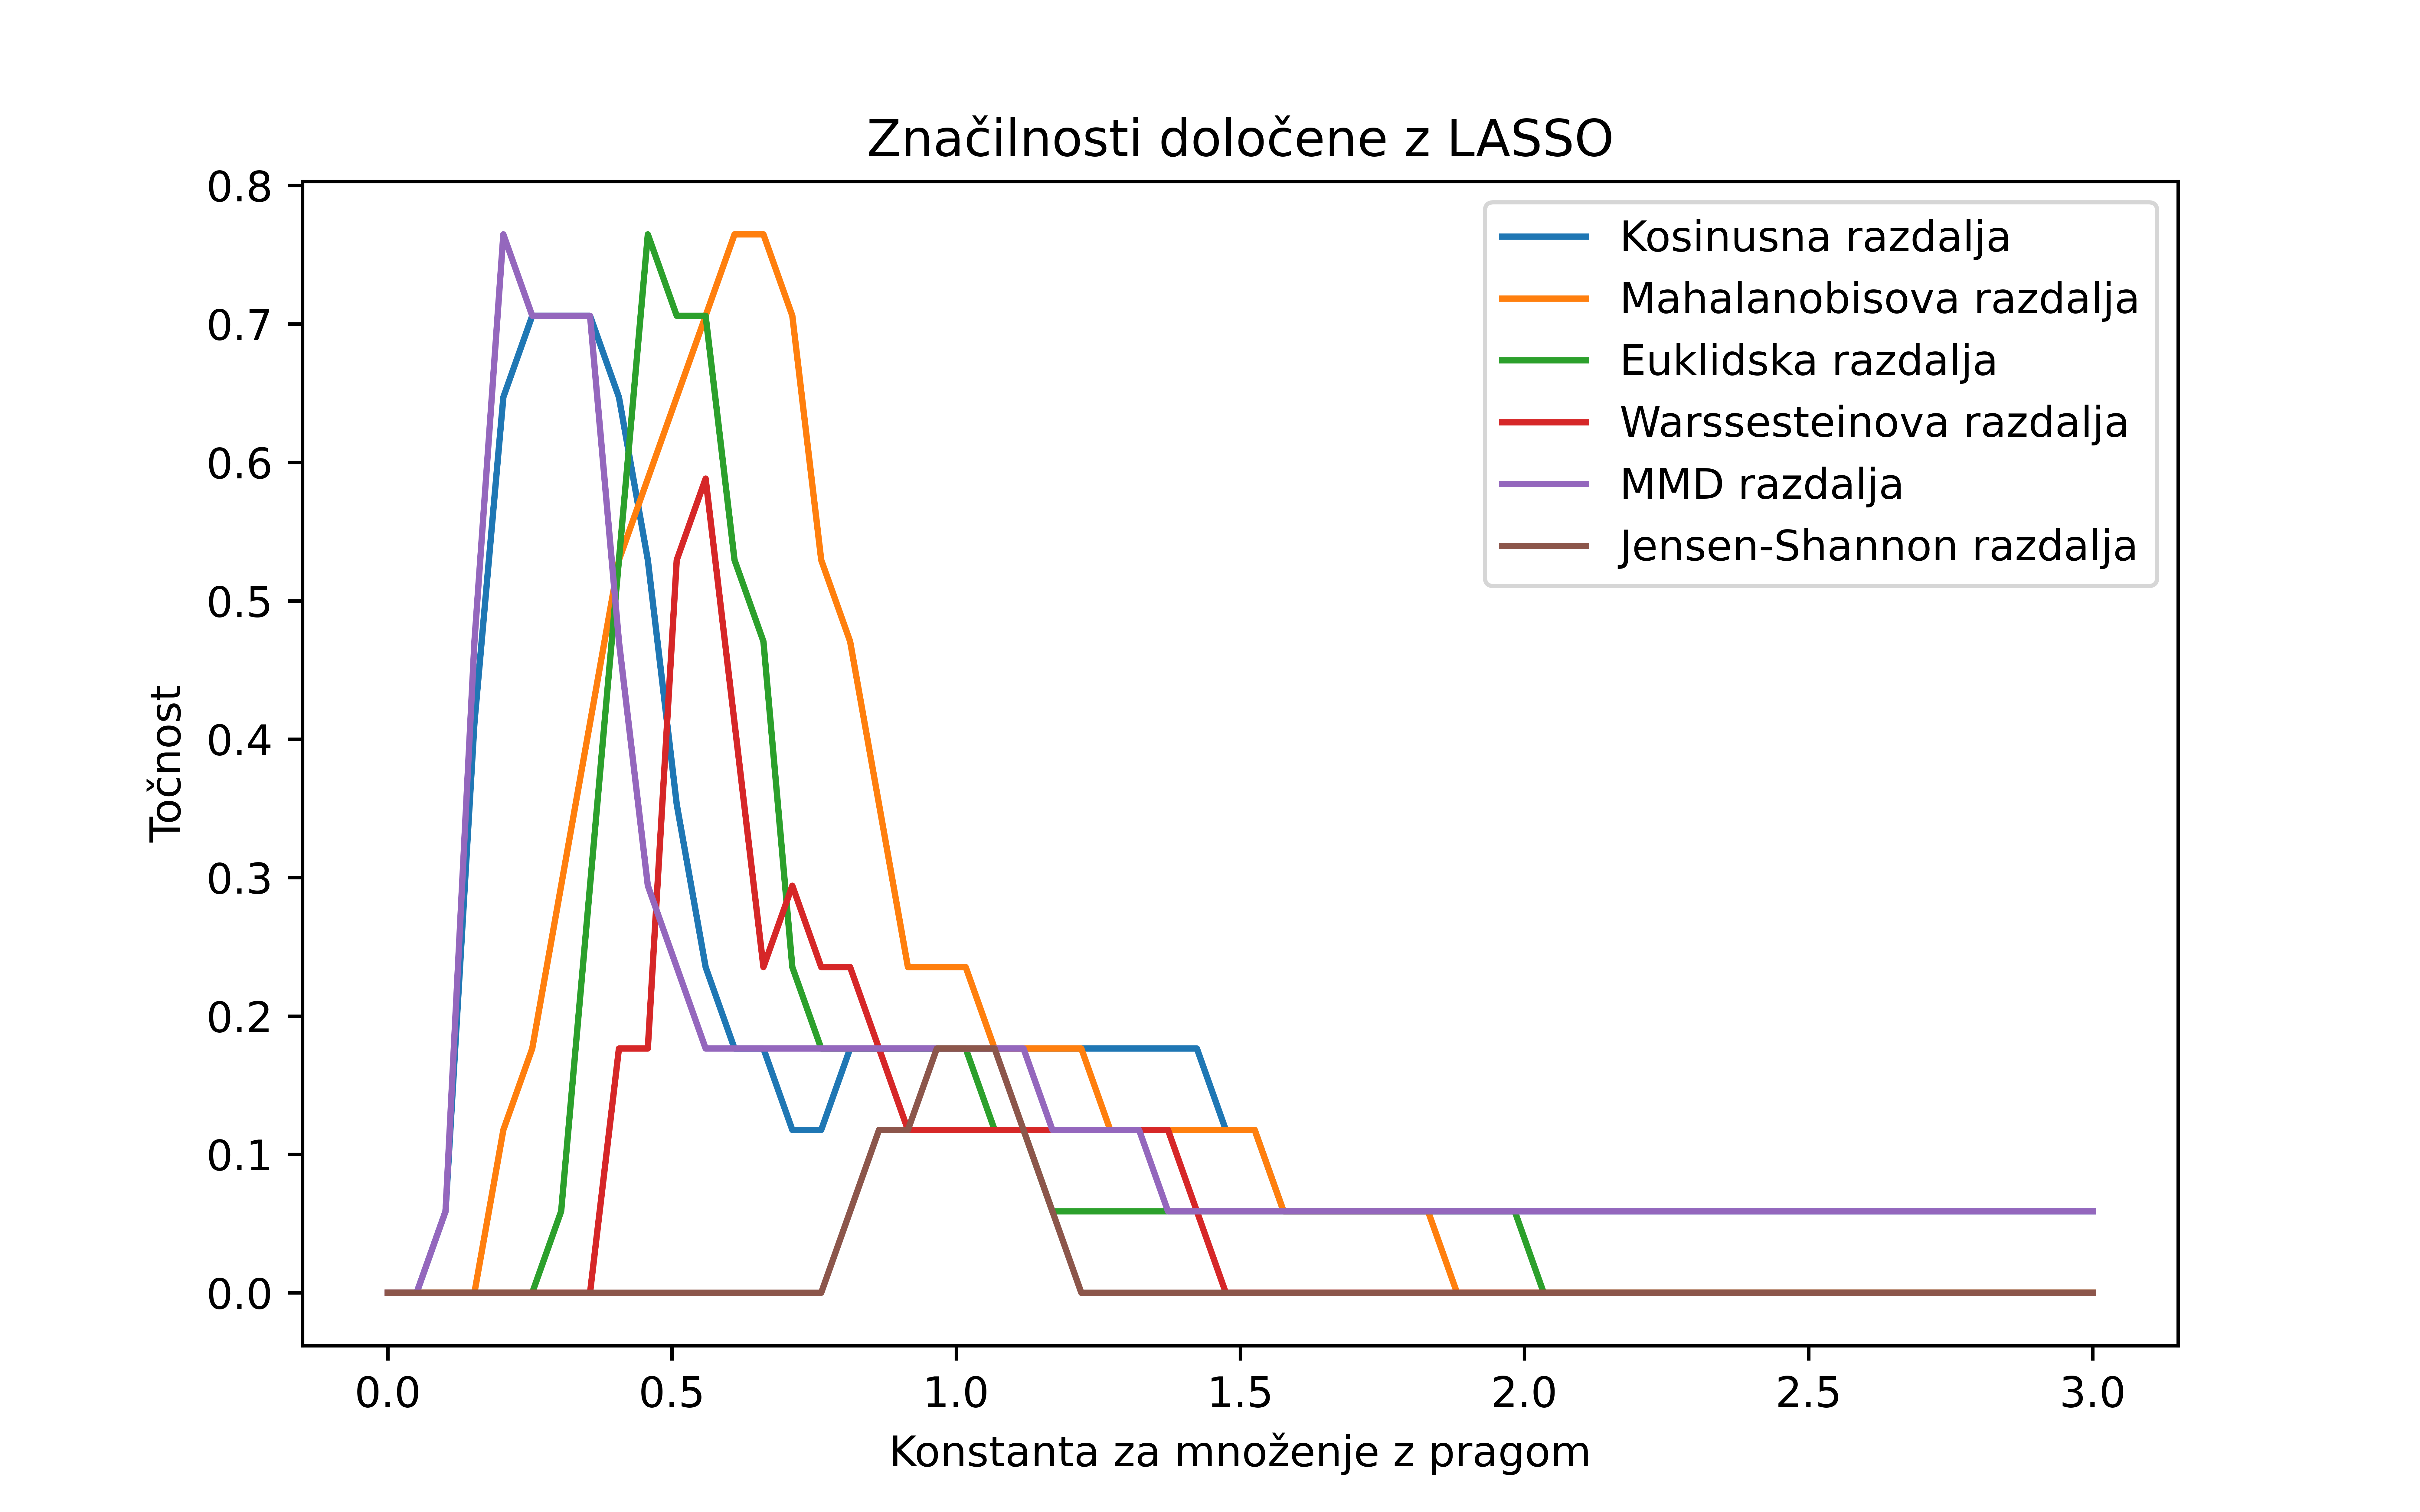 Značilnosti določene z LASSO
0.8
0.7
0.6
0.5
0.4
0.3
0.2
0.1
0.0
Točnost
Kosinusna razdalja
Mahalanobisova razdalja
Euklidska razdalja
Warssesteinova razdalja
MMD razdalja
Jensen-Shannon razdalja
0.0 0.5 1.0 1.5 2.0 2.5 3.0
Konstanta za množenje z pragom